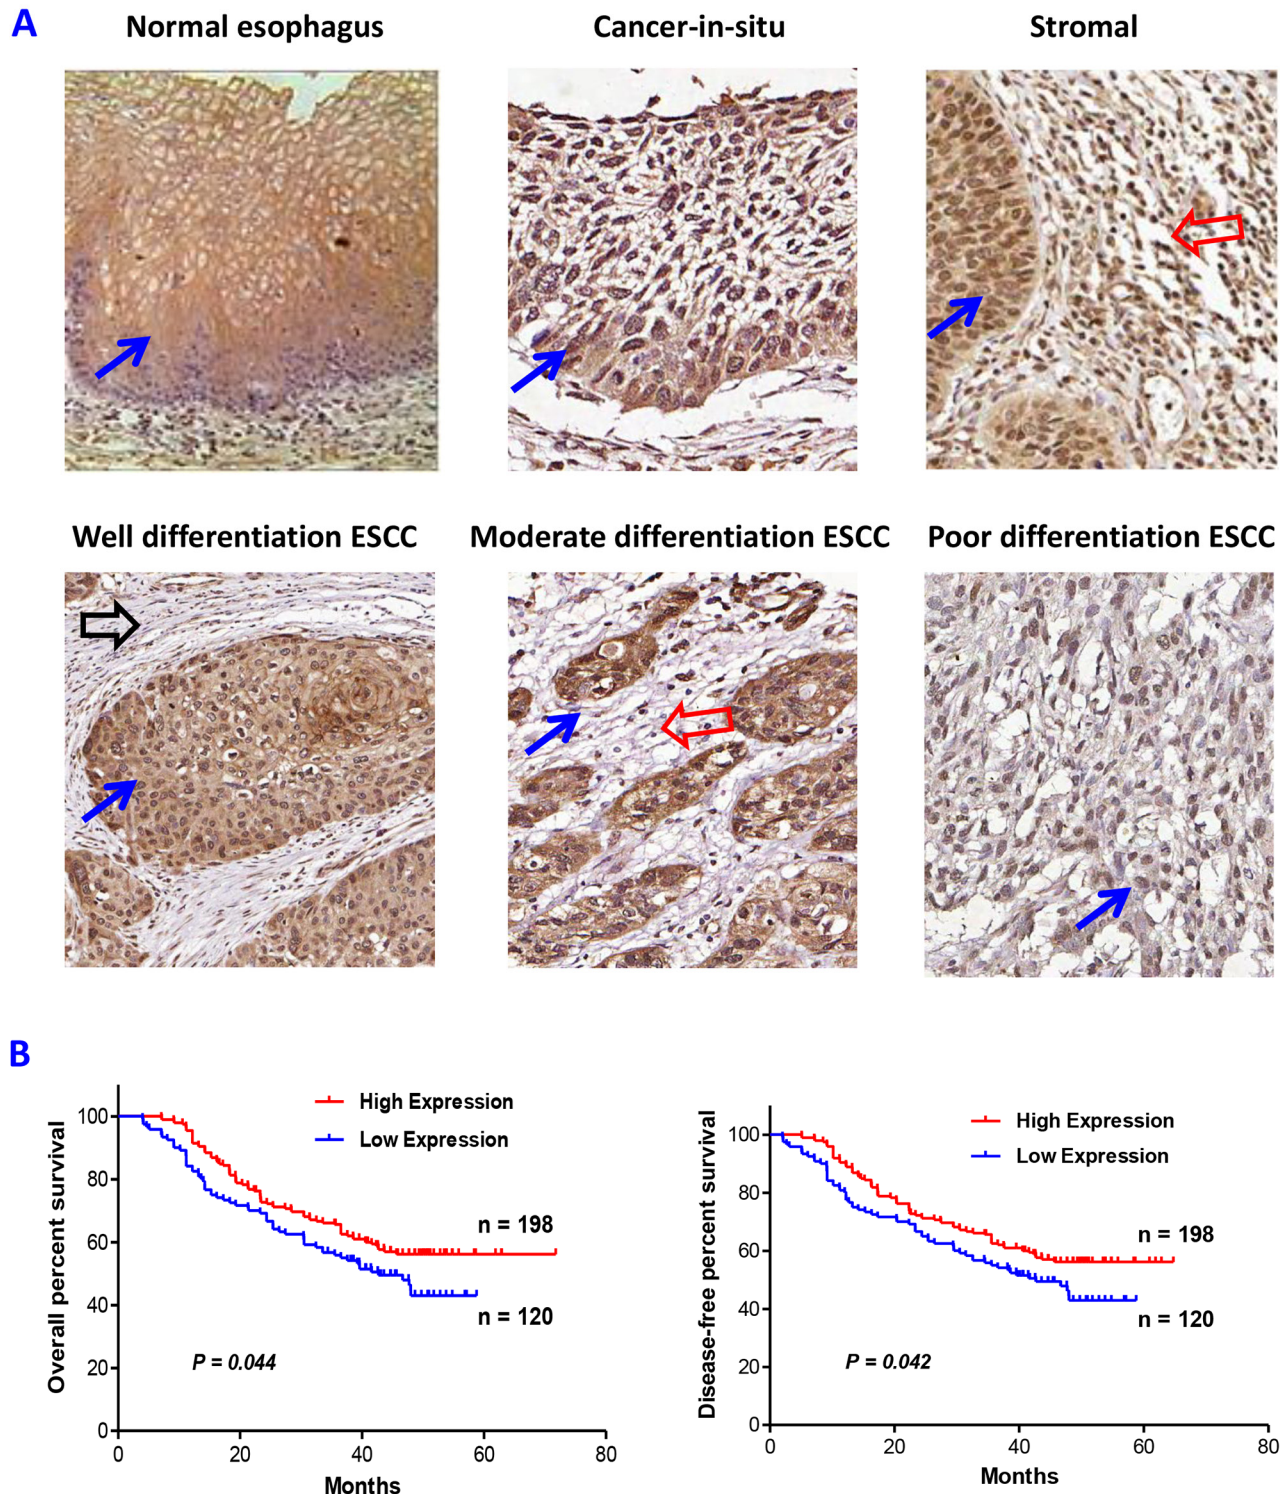 A
Normal esophagus
Cancer-in-situ
Stromal
Well differentiation ESCC
Moderate differentiation ESCC
Poor differentiation ESCC
B
Overall percent survival
100
80
60
40
20
0
High Expression
Low Expression
n = 198
n = 120
P = 0.044
0 20 40 60 80
Months
Disease-free percent survival
100
80
60
40
20
0
High Expression
Low Expression
n = 198
n = 120
P = 0.042
0 20 40 60 80
Months